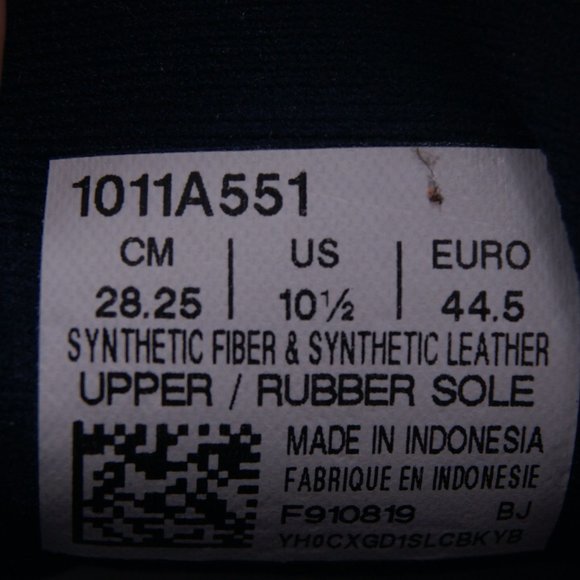 1011A551
CM | US | EURO
28.25 | 10½ | 44.5
SYNTHETIC FIBER & SYNTHETIC LEATHER
UPPER / RUBBER SOLE
MADE IN INDONESIA
FABRIQUE EN INDONESIE
F910819 BJ
YH0CXGD1SLCBKYB